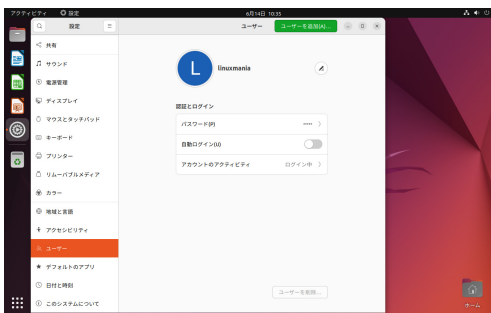 アクティビティ 設定 6月14日 10:35
設定 ユーザー ユーザーを追加(A)...
共有
サウンド
電源管理
ディスプレイ
マウスとタッチパッド
キーボード
プリンター
リムーバブルメディア
カラー
地域と言語
アクセシビリティ
ユーザー
デフォルトのアプリ
日付と時刻
このシステムについて
L linuxmania
認証とログイン
パスワード(P) •••••
自動ログイン(U)
アカウントのアクティビティ ログイン中
ユーザーを削除...
ホーム